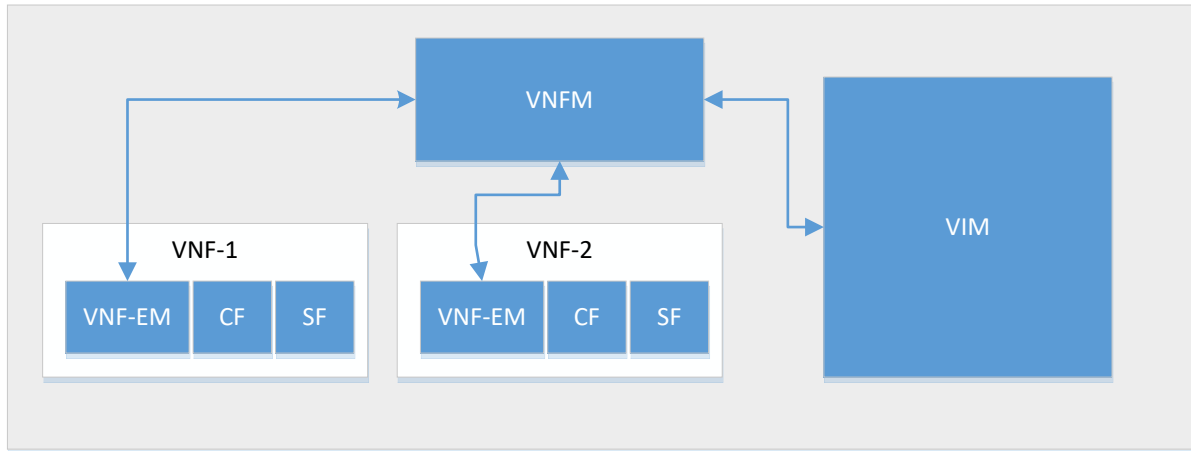 VNFM
VIM
VNF-1
VNF-EM CF SF
VNF-2
VNF-EM CF SF